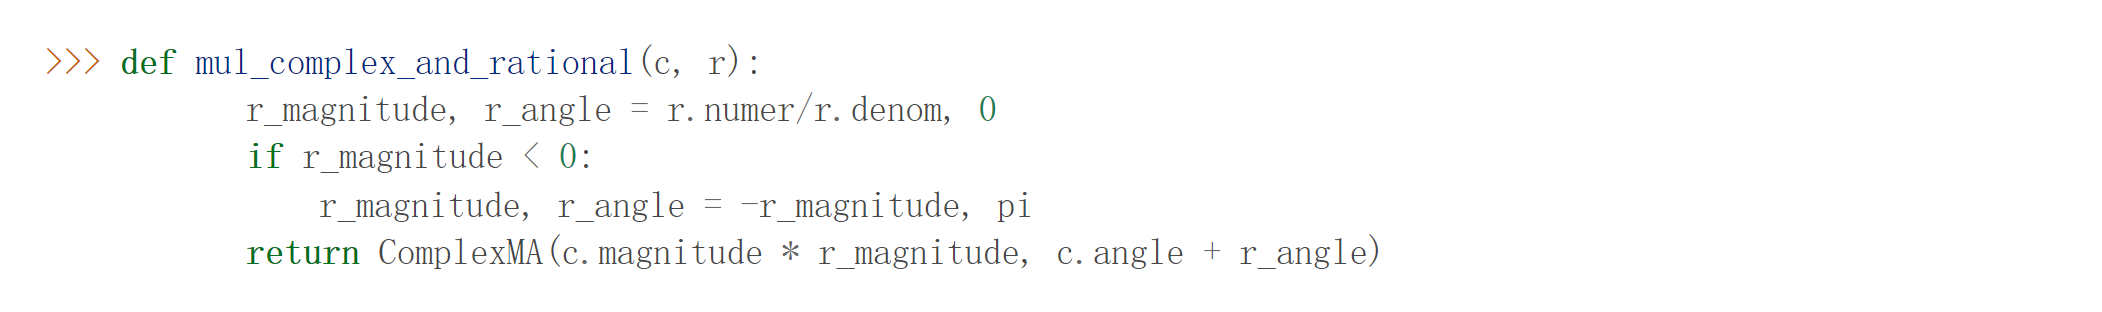 >>> def mul_complex_and_rational(c, r):
        r_magnitude, r_angle = r.numer/r.denom, 0
        if r_magnitude < 0:
            r_magnitude, r_angle = -r_magnitude, pi
        return ComplexMA(c.magnitude * r_magnitude, c.angle + r_angle)